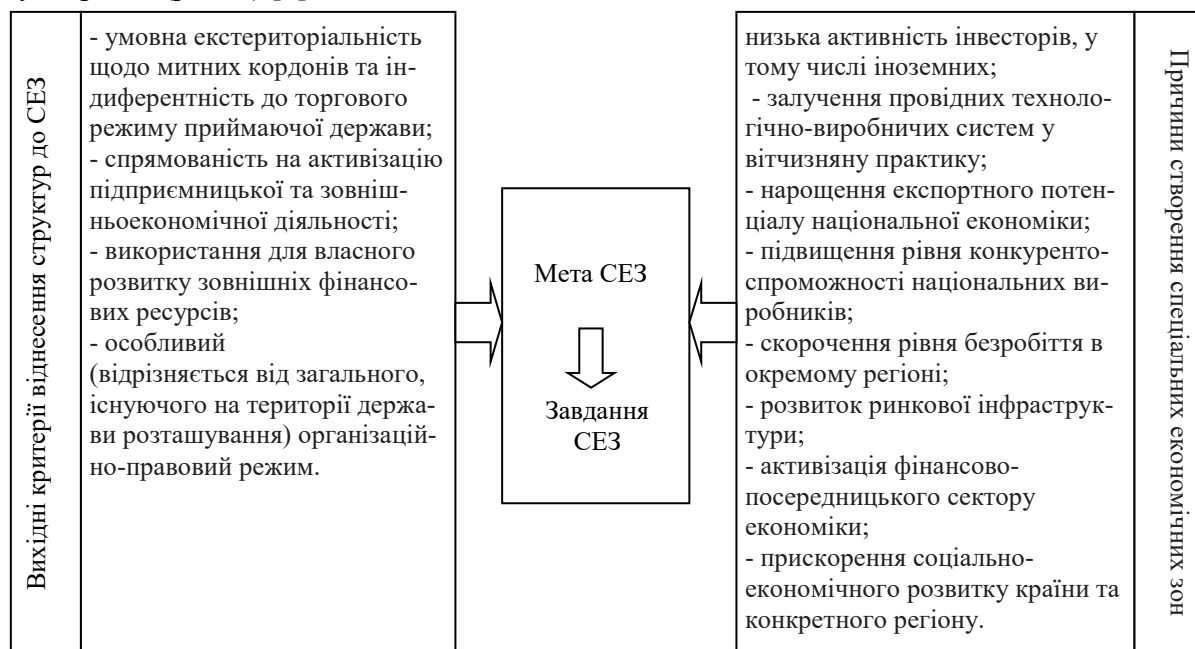 Вихідні критерії віднесення структур до СЕЗ
- умовна екстериторіальність
щодо митних кордонів та ін-
диферентність до торгового
режиму приймаючої держави;
- спрямованість на активізацію
підприємницької та зовніш-
ньоекономічної діяльності;
- використання для власного
розвитку зовнішніх фінансо-
вих ресурсів;
- особливий
(відрізняється від загального,
існуючого на території держа-
ви розташування) організацій-
но-правовий режим.
Мета СЕЗ
Завдання
СЕЗ
низька активність інвесторів, у
тому числі іноземних;
- залучення провідних техноло-
гічно-виробничих систем у
вітчизняну практику;
- нарощення експортного потен-
ціалу національної економіки;
- підвищення рівня конкуренто-
спроможності національних ви-
робників;
- скорочення рівня безробіття в
окремому регіоні;
- розвиток ринкової інфраструк-
тури;
- активізація фінансово-
посередницького сектору
економіки;
- прискорення соціально-
економічного розвитку країни та
конкретного регіону.
Причини створення спеціальних економічних зон